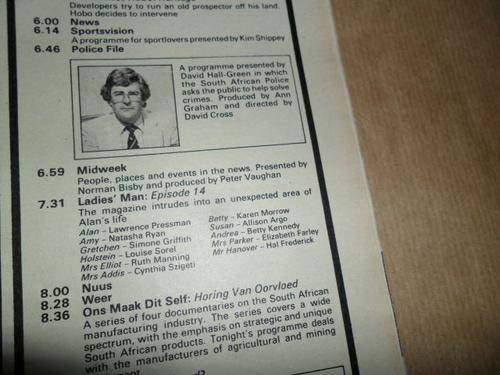 Developers try to run an old prospector off his land.
Hobo decides to intervene
6.00 News
6.14 Sportsvision
A programme for sportlovers presented by Kim Shippey
6.46 Police File
A programme presented by
David Hall-Green in which
the South African Police
asks the public to help solve
crimes. Produced by Ann
Graham and directed by
David Cross
6.59 Midweek
People, places and events in the news. Presented by
Norman Bisby and produced by Peter Vaughan
7.31 Ladies' Man: Episode 14
The magazine intrudes into an unexpected area of
Alan's life
Alan – Lawrence Pressman
Amy – Natasha Ryan
Gretchen – Simone Griffith
Holstein – Louise Sorel
Mrs Elliot – Ruth Manning
Mrs Addis – Cynthia Szigeti
Betty – Karen Morrow
Susan – Allison Argo
Andrea – Betty Kennedy
Mrs Parker – Elizabeth Farley
Mr Hanover – Hal Frederick
8.00 Nuus
8.28 Weer
8.36 Ons Maak Dit Self: Horing Van Oorvloed
A series of four documentaries on the South African
manufacturing industry. The series covers a wide
spectrum, with the emphasis on strategic and unique
South African products. Tonight's programme deals
with the manufacturers of agricultural and mining